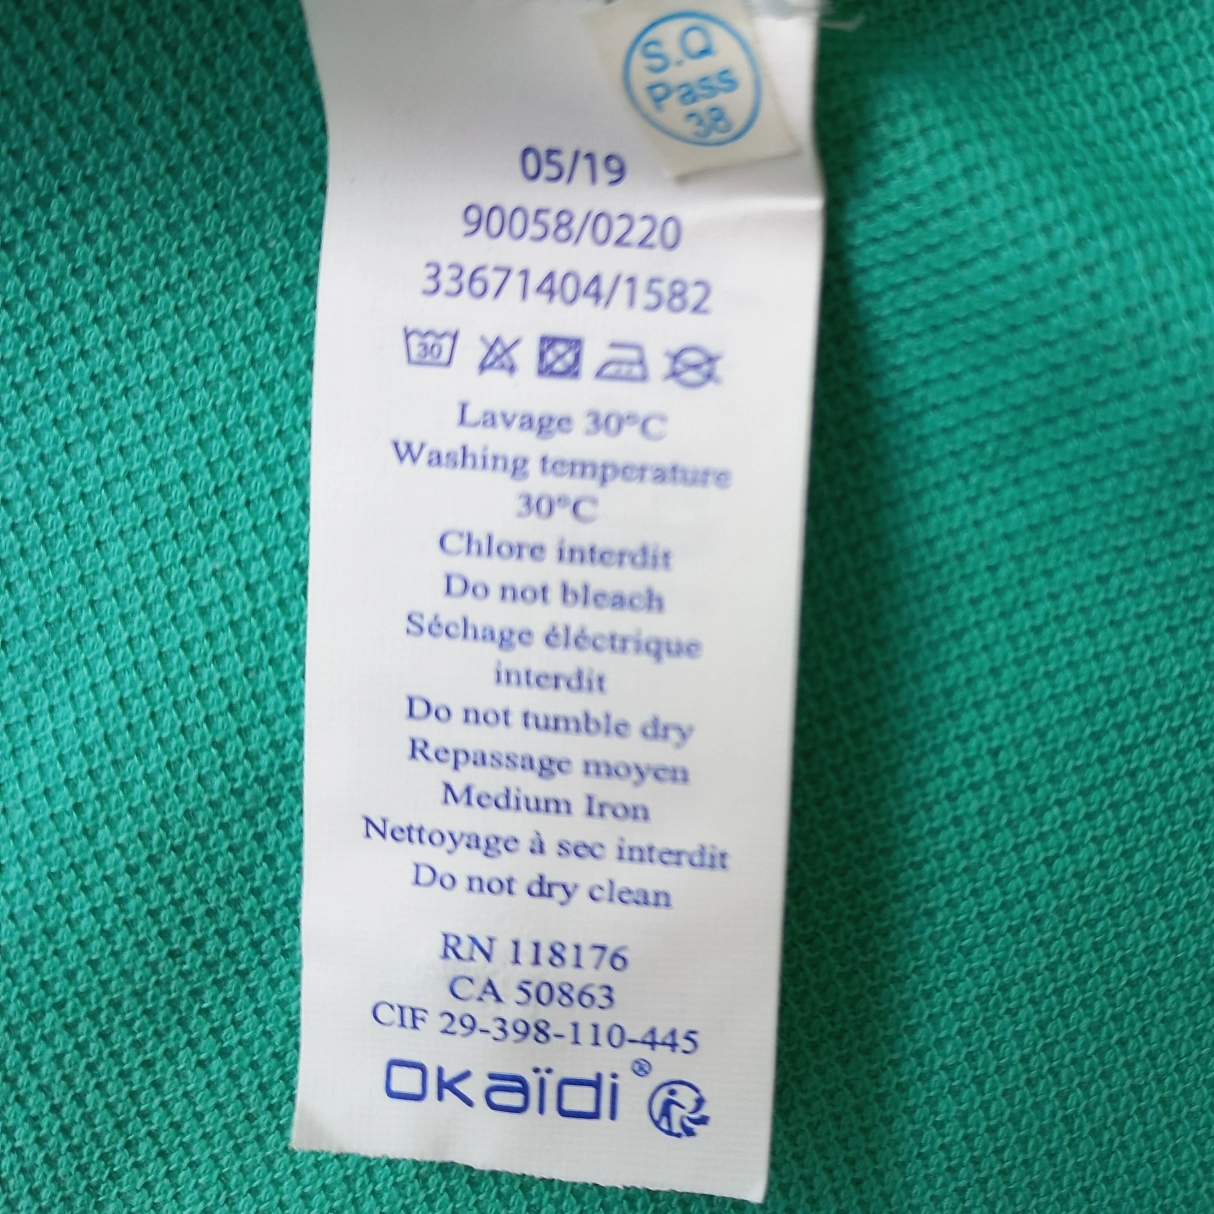 S.Q
Pass
38
05/19
90058/0220
33671404/1582
30
Lavage 30°C
Washing temperature
30°C
Chlore interdit
Do not bleach
Séchage éléctrique
interdit
Do not tumble dry
Repassage moyen
Medium Iron
Nettoyage à sec interdit
Do not dry clean
RN 118176
CA 50863
CIF 29-398-110-445
okaïdi®